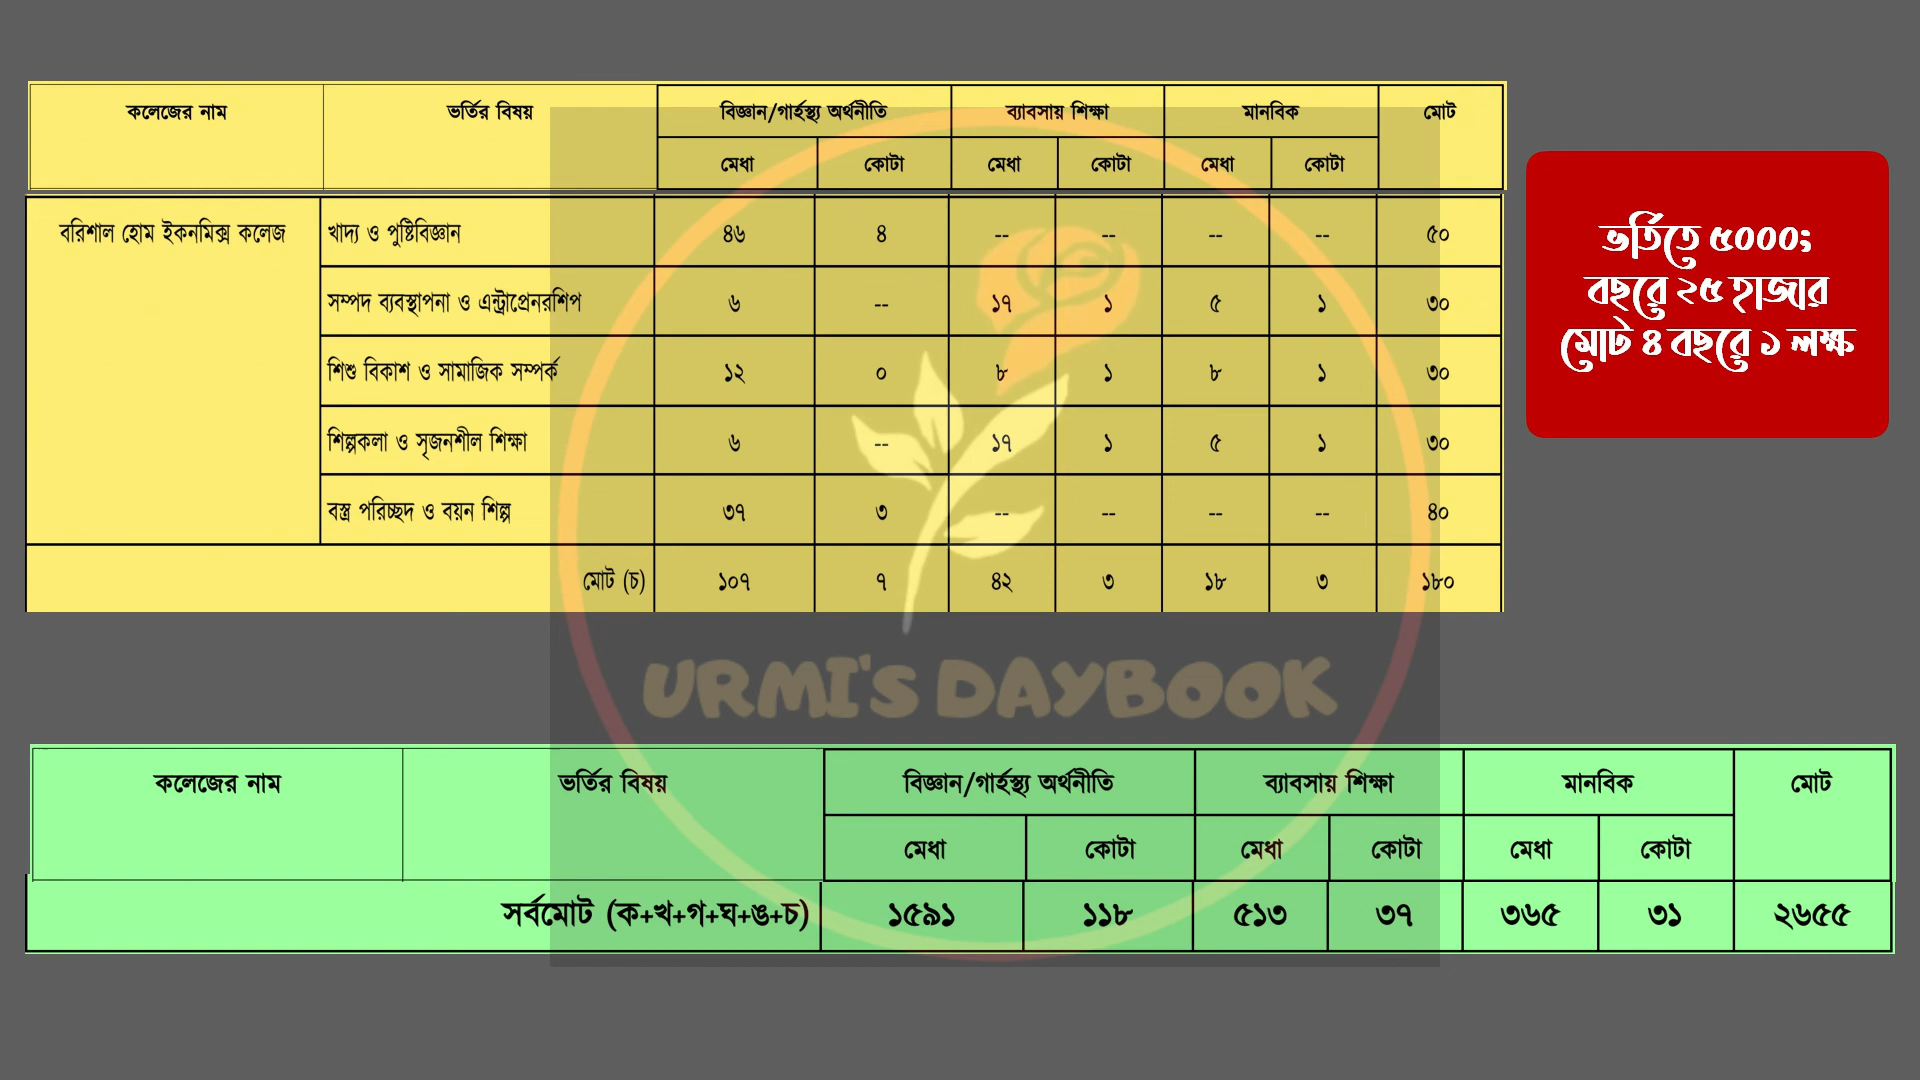 কলেজের নাম ভর্তির বিষয় বিজ্ঞান/গার্হস্থ্য অর্থনীতি ব্যাবসায় শিক্ষা মানবিক মোট
মেধা কোটা মেধা কোটা মেধা কোটা
বরিশাল হোম ইকনমিক্স কলেজ খাদ্য ও পুষ্টিবিজ্ঞান ৪৬ ৪ -- -- -- -- ৫০
সম্পদ ব্যবস্থাপনা ও এন্ট্রাপ্রেনরশিপ ৬ -- ১৭ ১ ৫ ১ ৩০
শিশু বিকাশ ও সামাজিক সম্পর্ক ১২ ০ ৮ ১ ৮ ১ ৩০
শিল্পকলা ও সৃজনশীল শিক্ষা ৬ -- ১৭ ১ ৫ ১ ৩০
বস্ত্র পরিচ্ছদ ও বয়ন শিল্প ৩৭ ৩ -- -- -- -- ৪০
মোট (চ) ১০৭ ৭ ৪২ ৩ ১৮ ৩ ১৮০
ভর্তিতে ৫০০০;
বছরে ২৫ হাজার
মোট ৪ বছরে ১ লক্ষ
URMI's DAYBOOK
কলেজের নাম ভর্তির বিষয় বিজ্ঞান/গার্হস্থ্য অর্থনীতি ব্যাবসায় শিক্ষা মানবিক মোট
মেধা কোটা মেধা কোটা মেধা কোটা
সর্বমোট (ক+খ+গ+ঘ+ঙ+চ) ১৫৯১ ১১৮ ৫১৩ ৩৭ ৩৬৫ ৩১ ২৬৫৫